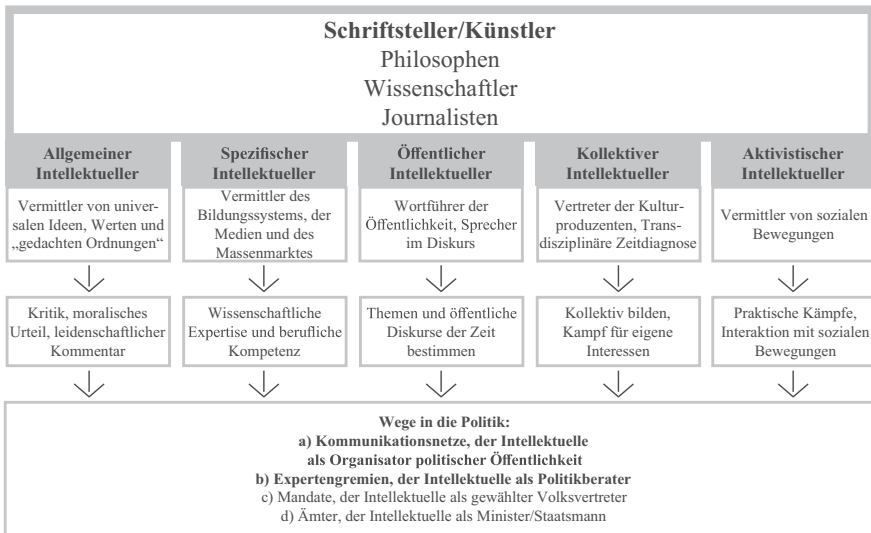 Schriftsteller/Künstler
Philosophen
Wissenschaftler
Journalisten
Allgemeiner
Intellektueller
Spezifischer
Intellektueller
Öffentlicher
Intellektueller
Kollektiver
Intellektueller
Aktivistischer
Intellektueller
Vermittler von univer-
salen Ideen, Werten und
„gedachten Ordnungen“
Vermittler des
Bildungssystems, der
Medien und des
Massenmarktes
Wortführer der
Öffentlichkeit, Sprecher
im Diskurs
Vertreter der Kultur-
produzenten, Trans-
disziplinäre Zeitdiagnose
Vermittler von sozialen
Bewegungen
Kritik, moralisches
Urteil, leidenschaftlicher
Kommentar
Wissenschaftliche
Expertise und berufliche
Kompetenz
Themen und öffentliche
Diskurse der Zeit
bestimmen
Kollektiv bilden,
Kampf für eigene
Interessen
Praktische Kämpfe,
Interaktion mit sozialen
Bewegungen
Wege in die Politik:
a) Kommunikationsnetze, der Intellektuelle
als Organisator politischer Öffentlichkeit
b) Expertengremien, der Intellektuelle als Politikberater
c) Mandate, der Intellektuelle als gewählter Volksvertreter
d) Ämter, der Intellektuelle als Minister/Staatsmann